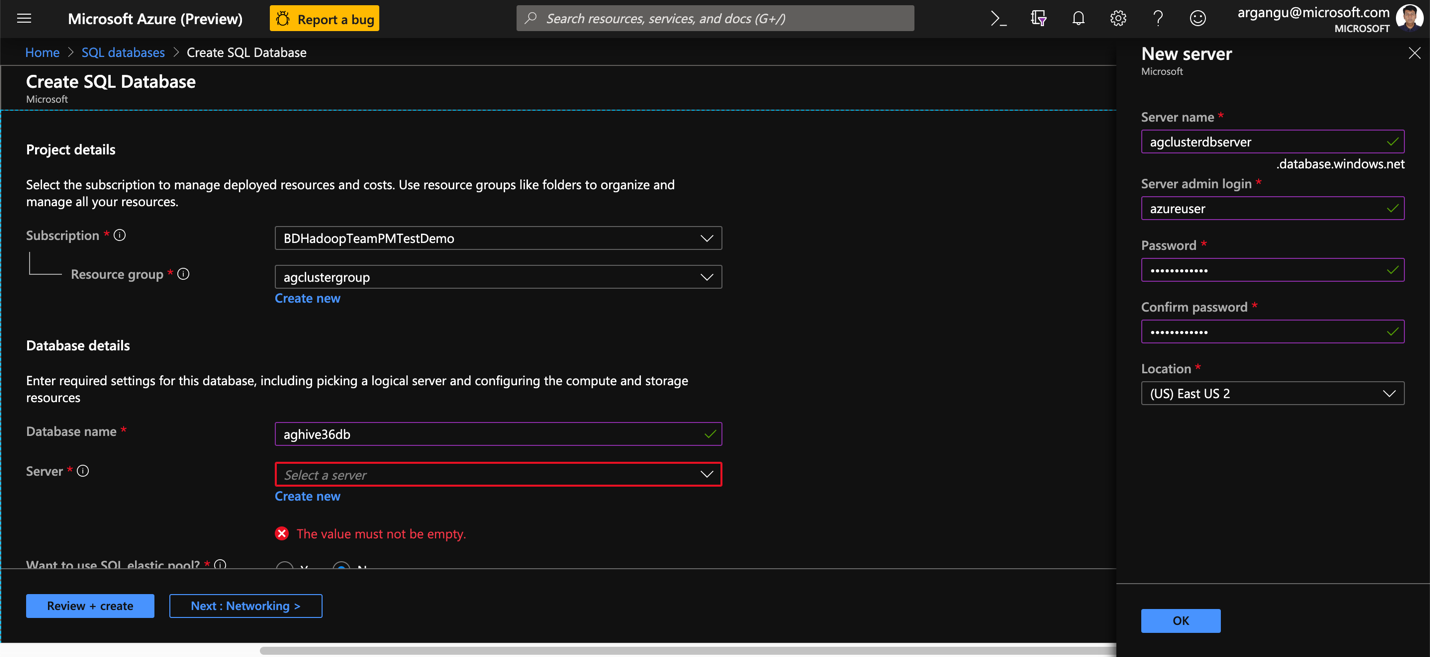 Microsoft Azure (Preview)
Report a bug
Search resources, services, and docs (G+/)
argangu@microsoft.com
MICROSOFT
Home > SQL databases > Create SQL Database
Create SQL Database
Microsoft
Project details
Select the subscription to manage deployed resources and costs. Use resource groups like folders to organize and
manage all your resources.
Subscription *
BDHadoopTeamPMTestDemo
Resource group *
agclustergroup
Create new
Database details
Enter required settings for this database, including picking a logical server and configuring the compute and storage
resources
Database name *
aghive36db
Server *
Select a server
Create new
The value must not be empty.
Want to use SQL elastic pool? *
Review + create
Next : Networking >
New server
Microsoft
Server name *
agclusterdbserver
.database.windows.net
Server admin login *
azureuser
Password *
••••••••••••
Confirm password *
••••••••••••
Location *
(US) East US 2
OK